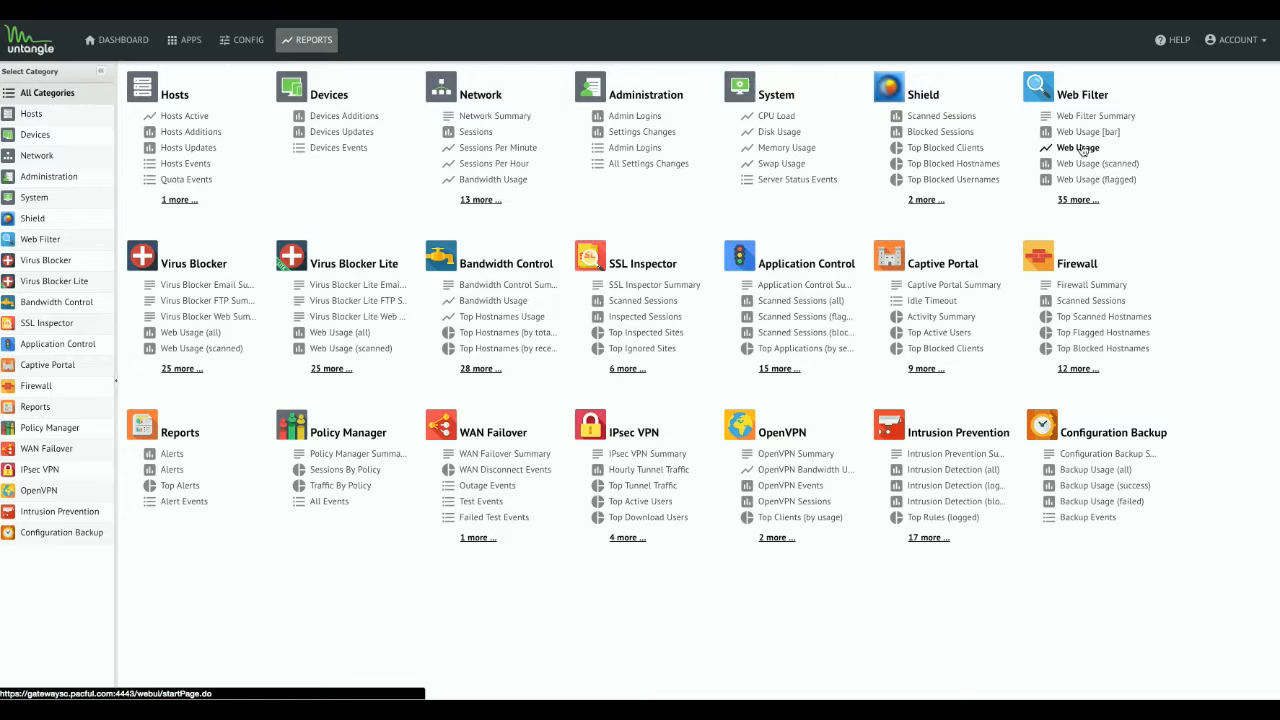 untangle
DASHBOARD
APPS
CONFIG
REPORTS
HELP
ACCOUNT
Select Category
All Categories
Hosts
Devices
Network
Administration
System
Shield
Web Filter
Virus Blocker
Virus Blocker Lite
Bandwidth Control
SSL Inspector
Application Control
Captive Portal
Firewall
Reports
Policy Manager
WAN Failover
IPsec VPN
OpenVPN
Intrusion Prevention
Configuration Backup
Hosts
Hosts Active
Hosts Additions
Hosts Updates
Hosts Events
Quota Events
1 more ...
Devices
Devices Additions
Devices Updates
Devices Events
Network
Network Summary
Sessions
Sessions Per Minute
Sessions Per Hour
Bandwidth Usage
13 more ...
Administration
Admin Logins
Settings Changes
Admin Logins
All Settings Changes
System
CPU Load
Disk Usage
Memory Usage
Swap Usage
Server Status Events
Shield
Scanned Sessions
Blocked Sessions
Top Blocked Clients
Top Blocked Hostnames
Top Blocked Usernames
2 more ...
Web Filter
Web Filter Summary
Web Usage [bar]
Web Usage
Web Usage (scanned)
Web Usage (flagged)
35 more ...
Virus Blocker
Virus Blocker Email Su...
Virus Blocker FTP Sum...
Virus Blocker Web Sum...
Web Usage (all)
Web Usage (scanned)
25 more ...
Virus Blocker Lite
Virus Blocker Lite Emai...
Virus Blocker Lite FTP S...
Virus Blocker Lite Web ...
Web Usage (all)
Web Usage (scanned)
25 more ...
Bandwidth Control
Bandwidth Control Sum...
Bandwidth Usage
Top Hostnames Usage
Top Hostnames (by tota...
Top Hostnames (by rece...
28 more ...
SSL Inspector
SSL Inspector Summary
Scanned Sessions
Inspected Sessions
Top Inspected Sites
Top Ignored Sites
6 more ...
Application Control
Application Control Su...
Scanned Sessions (all)
Scanned Sessions (flag...
Scanned Sessions (bloc...
Top Applications (by se...
15 more ...
Captive Portal
Captive Portal Summary
Idle Timeout
Activity Summary
Top Active Users
Top Blocked Clients
9 more ...
Firewall
Firewall Summary
Scanned Sessions
Top Scanned Hostnames
Top Flagged Hostnames
Top Blocked Hostnames
12 more ...
Reports
Alerts
Alerts
Top Alerts
Alert Events
Policy Manager
Policy Manager Summa...
Sessions By Policy
Traffic By Policy
All Events
WAN Failover
WAN Failover Summary
WAN Disconnect Events
Outage Events
Test Events
Failed Test Events
1 more ...
IPsec VPN
IPsec VPN Summary
Hourly Tunnel Traffic
Top Tunnel Traffic
Top Active Users
Top Download Users
4 more ...
OpenVPN
OpenVPN Summary
OpenVPN Bandwidth U...
OpenVPN Events
OpenVPN Sessions
Top Clients (by usage)
2 more ...
Intrusion Prevention
Intrusion Prevention Su...
Intrusion Detection (all)
Intrusion Detection (log...
Intrusion Detection (blo...
Top Rules (logged)
17 more ...
Configuration Backup
Configuration Backup S...
Backup Usage (all)
Backup Usage (success)
Backup Usage (failed)
Backup Events
https://gatewaysc.pacful.com:4443/webui/startPage.do